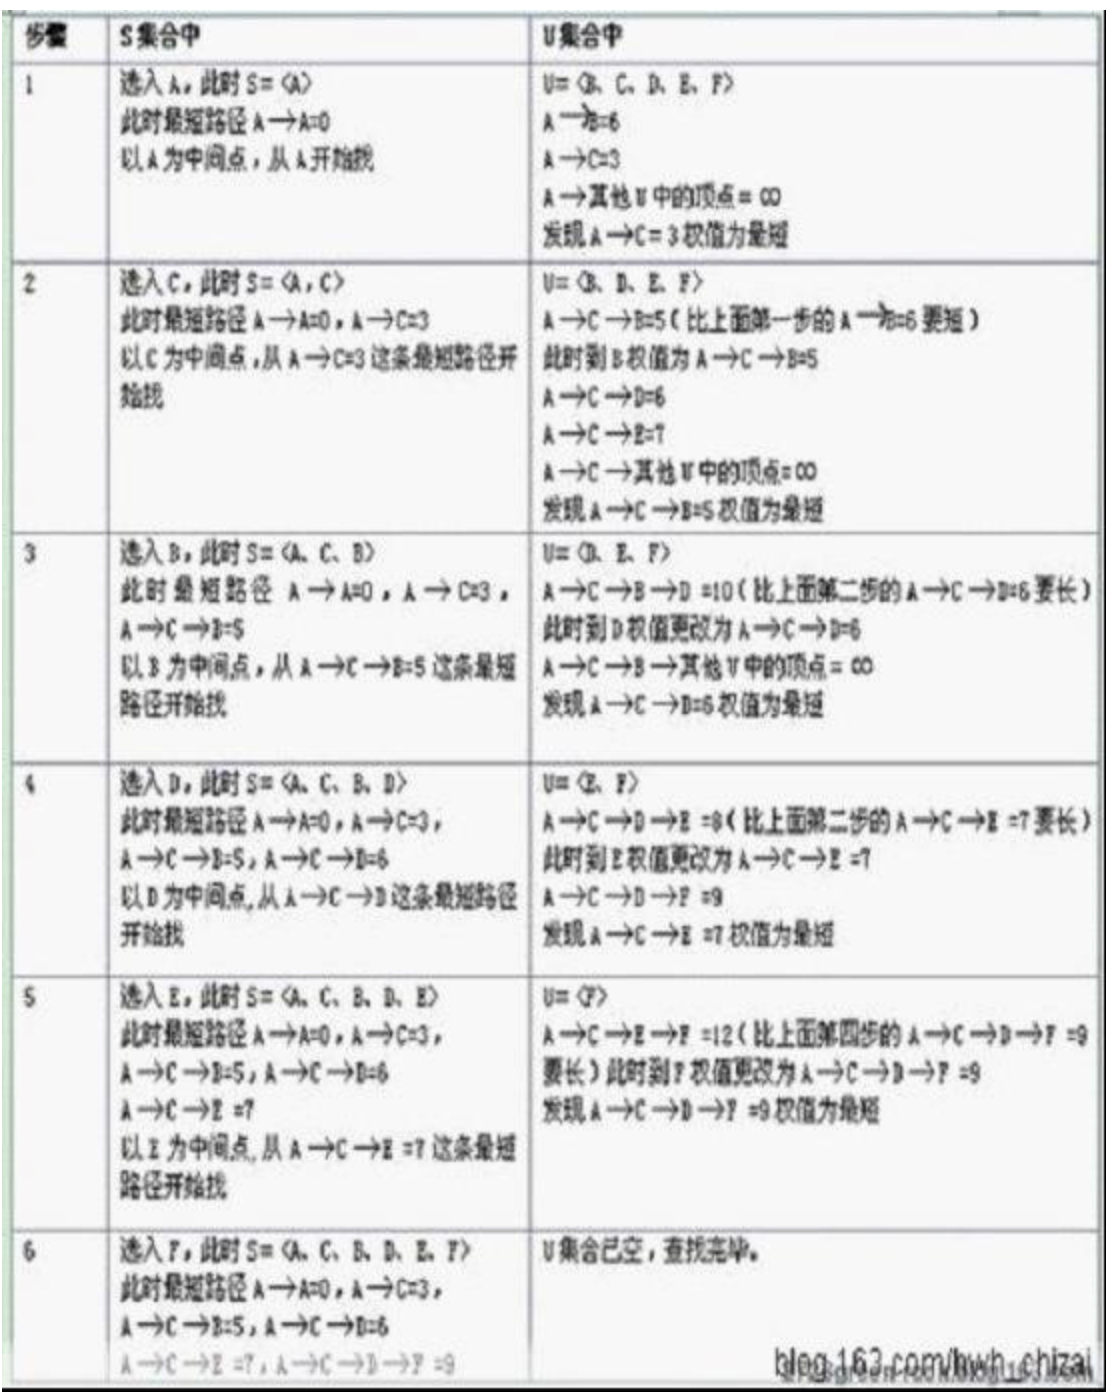 步骤 S集合中 U集合中
1
选入A，此时S=〈A〉
此时最短路径A→A=0
以A为中间点，从A开始找
U=〈B、C、D、E、F〉
A→B=6
A→C=3
A→其他U中的顶点=∞
发现A→C=3权值为最短
2
选入C，此时S=〈A，C〉
此时最短路径A→A=0，A→C=3
以C为中间点，从A→C=3这条最短路径开
始找
U=〈B、D、E、F〉
A→C→B=5（比上面第一步的A→B=6要短）
此时到B权值为A→C→B=5
A→C→D=6
A→C→E=7
A→C→其他U中的顶点=∞
发现A→C→B=5权值为最短
3
选入B，此时S=〈A、C、B〉
此时最短路径 A→A=0，A→C=3，
A→C→B=5
以B为中间点，从A→C→B=5这条最短
路径开始找
U=〈D、E、F〉
A→C→B→D=10（比上面第二步的A→C→D=6要长）
此时到D权值更改为A→C→D=6
A→C→B→其他U中的顶点=∞
发现A→C→D=6权值为最短
4
选入D，此时S=〈A、C、B、D〉
此时最短路径A→A=0，A→C=3，
A→C→B=5，A→C→D=6
以D为中间点,从A→C→D这条最短路径
开始找
U=〈E、F〉
A→C→D→E=8（比上面第二步的A→C→E=7要长）
此时到E权值更改为A→C→E=7
A→C→D→F=9
发现A→C→E=7权值为最短
5
选入E，此时S=〈A、C、B、D、E〉
此时最短路径A→A=0，A→C=3，
A→C→B=5，A→C→D=6
A→C→E=7
以E为中间点,从A→C→E=7这条最短
路径开始找
U=〈F〉
A→C→E→F=12（比上面第四步的A→C→D→F=9
要长）此时到F权值更改为A→C→D→F=9
发现A→C→D→F=9权值为最短
6
选入F，此时S=〈A、C、B、D、E、F〉
此时最短路径A→A=0，A→C=3，
A→C→B=5，A→C→D=6
A→C→E=7，A→C→D→F=9
U集合已空，查找完毕。
blog.163.com/hwh_chizai